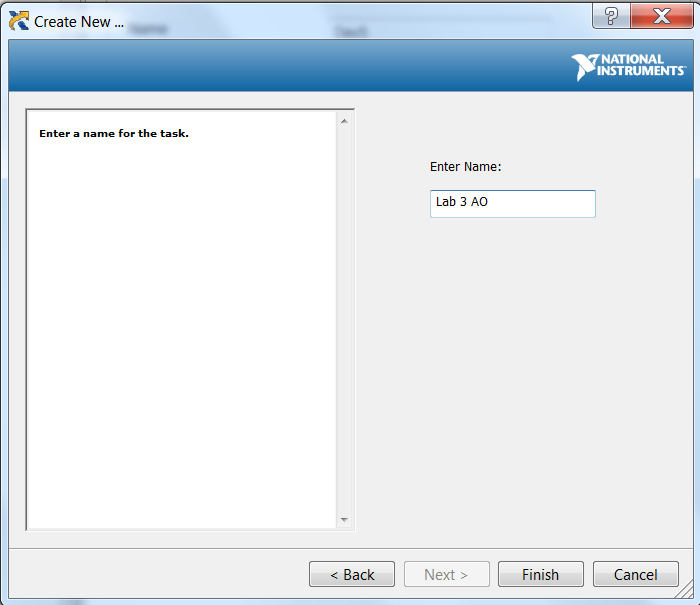 Create New ...
NATIONAL
INSTRUMENTS
Enter a name for the task.
Enter Name:
Lab 3 AO
< Back
Next >
Finish
Cancel